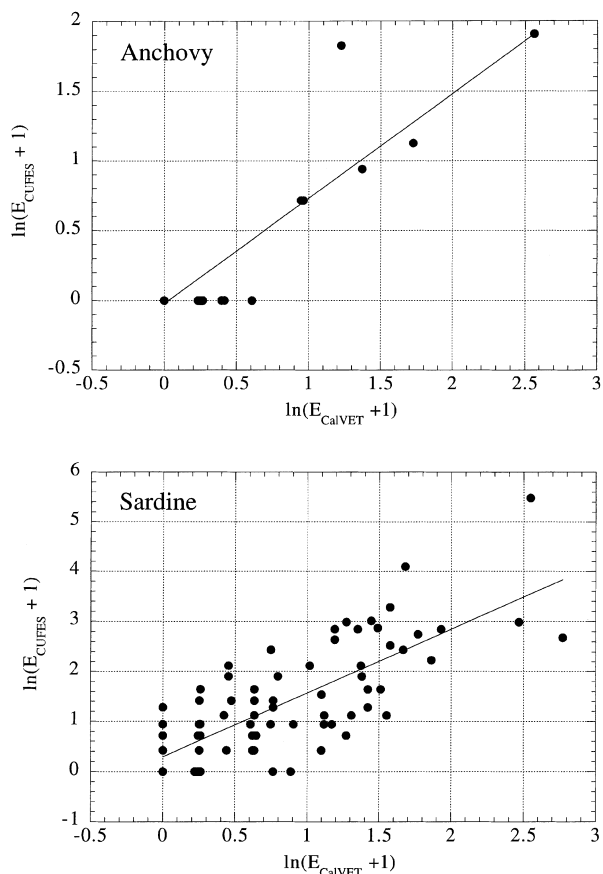 2
Anchovy
1.5
1
0.5
0
-0.5
ln(E_CUFES + 1)
-0.5 0 0.5 1 1.5 2 2.5 3
ln(E_CalVET +1)
6
Sardine
5
4
3
2
1
0
-1
ln(E_CUFES + 1)
-0.5 0 0.5 1 1.5 2 2.5 3
ln(E_CalVET +1)